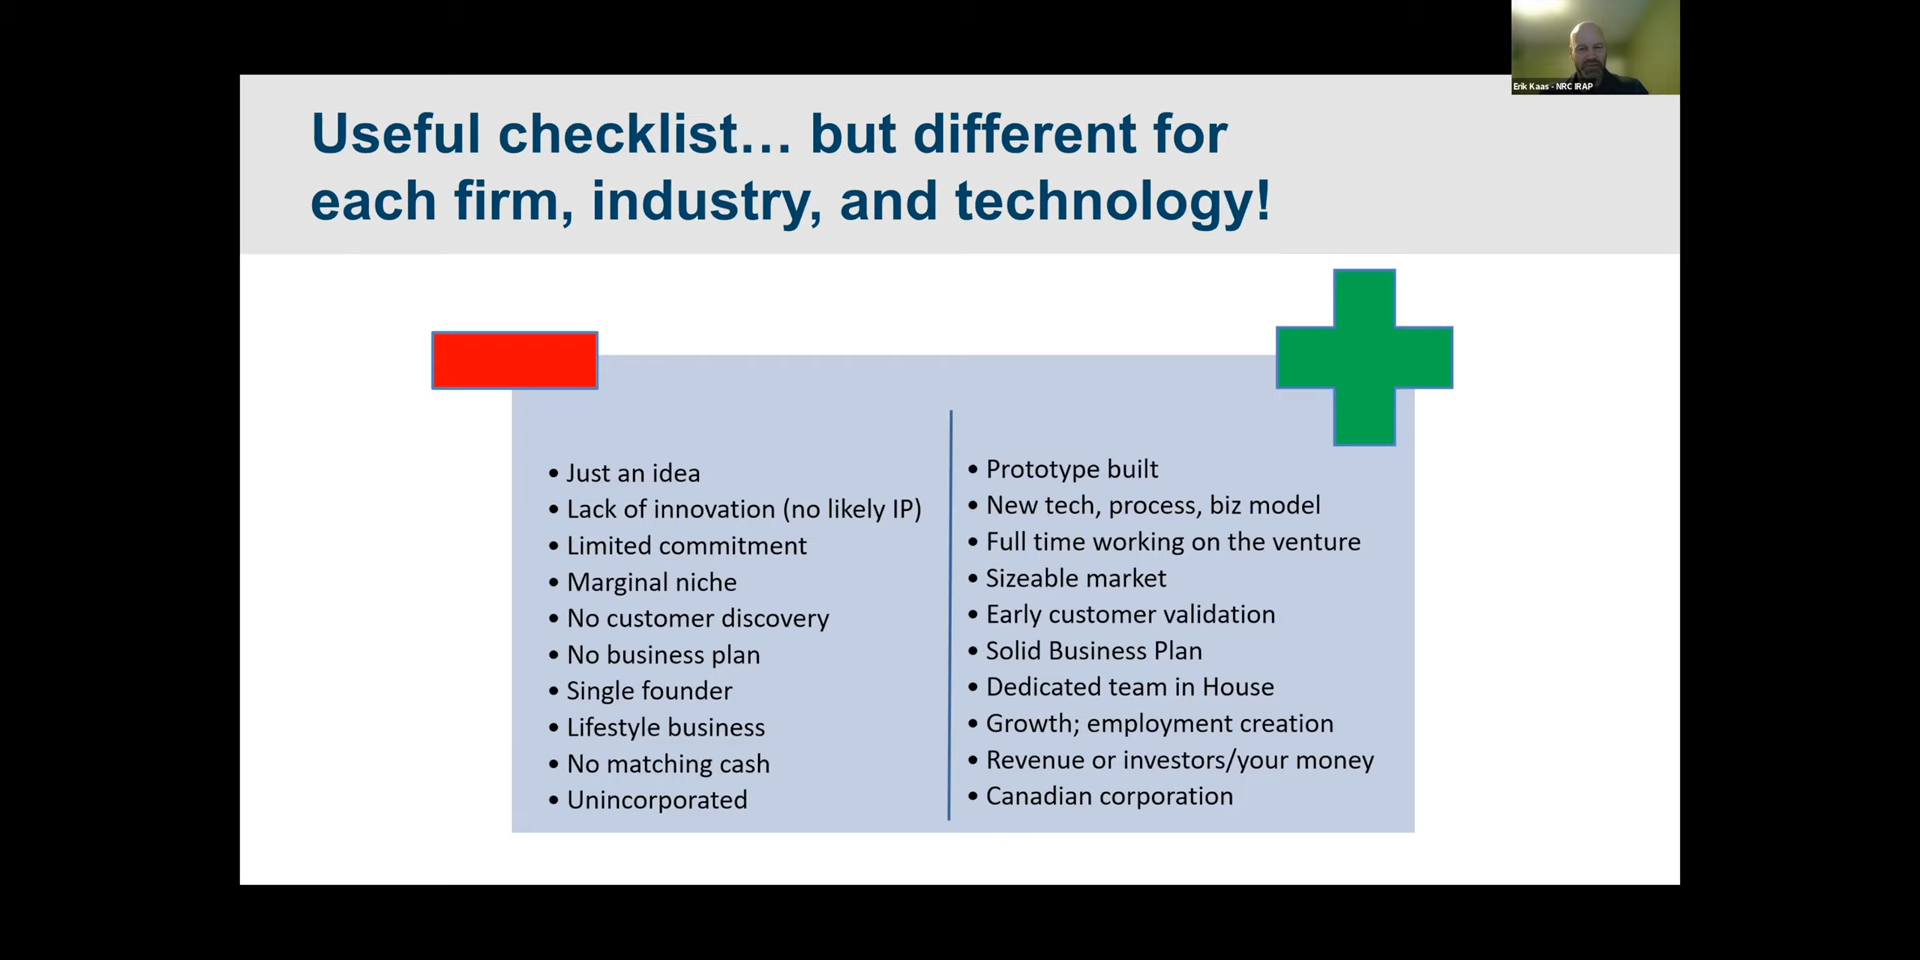 Erik Kaas - NRC IRAP
Useful checklist… but different for
each firm, industry, and technology!
• Just an idea
• Lack of innovation (no likely IP)
• Limited commitment
• Marginal niche
• No customer discovery
• No business plan
• Single founder
• Lifestyle business
• No matching cash
• Unincorporated
• Prototype built
• New tech, process, biz model
• Full time working on the venture
• Sizeable market
• Early customer validation
• Solid Business Plan
• Dedicated team in House
• Growth; employment creation
• Revenue or investors/your money
• Canadian corporation